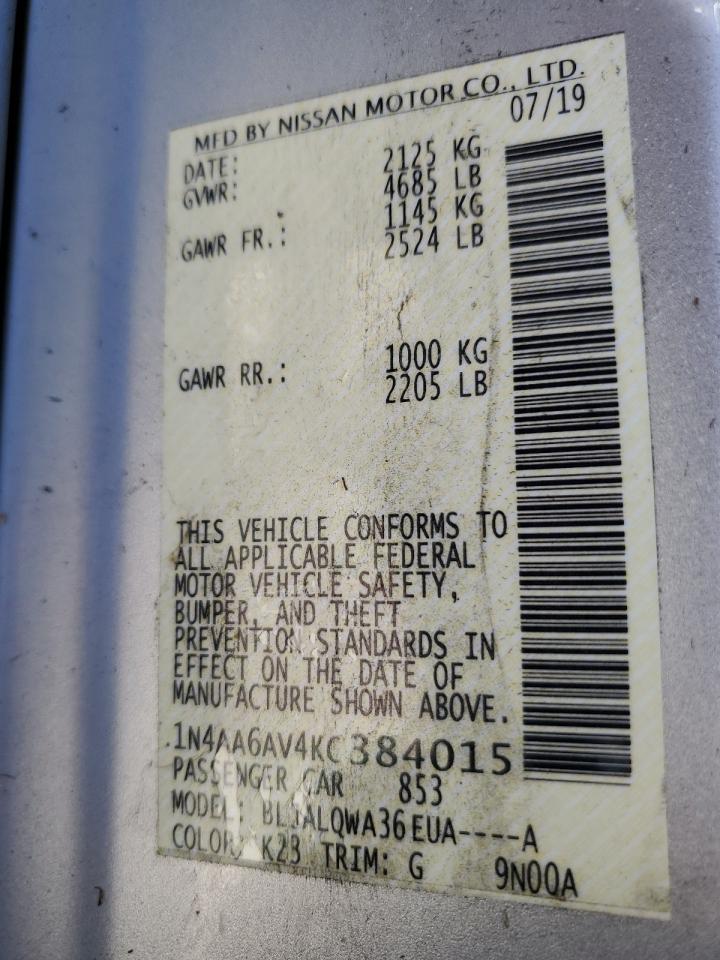 MFD BY NISSAN MOTOR CO., LTD.
DATE: 07/19
GVWR: 2125 KG
4685 LB
GAWR FR.: 1145 KG
2524 LB
GAWR RR.: 1000 KG
2205 LB
THIS VEHICLE CONFORMS TO
ALL APPLICABLE FEDERAL
MOTOR VEHICLE SAFETY,
BUMPER, AND THEFT
PREVENTION STANDARDS IN
EFFECT ON THE DATE OF
MANUFACTURE SHOWN ABOVE.
1N4AA6AV4KC384015
PASSENGER CAR 853
MODEL:
COLOR: K23 TRIM: G 9N0QA